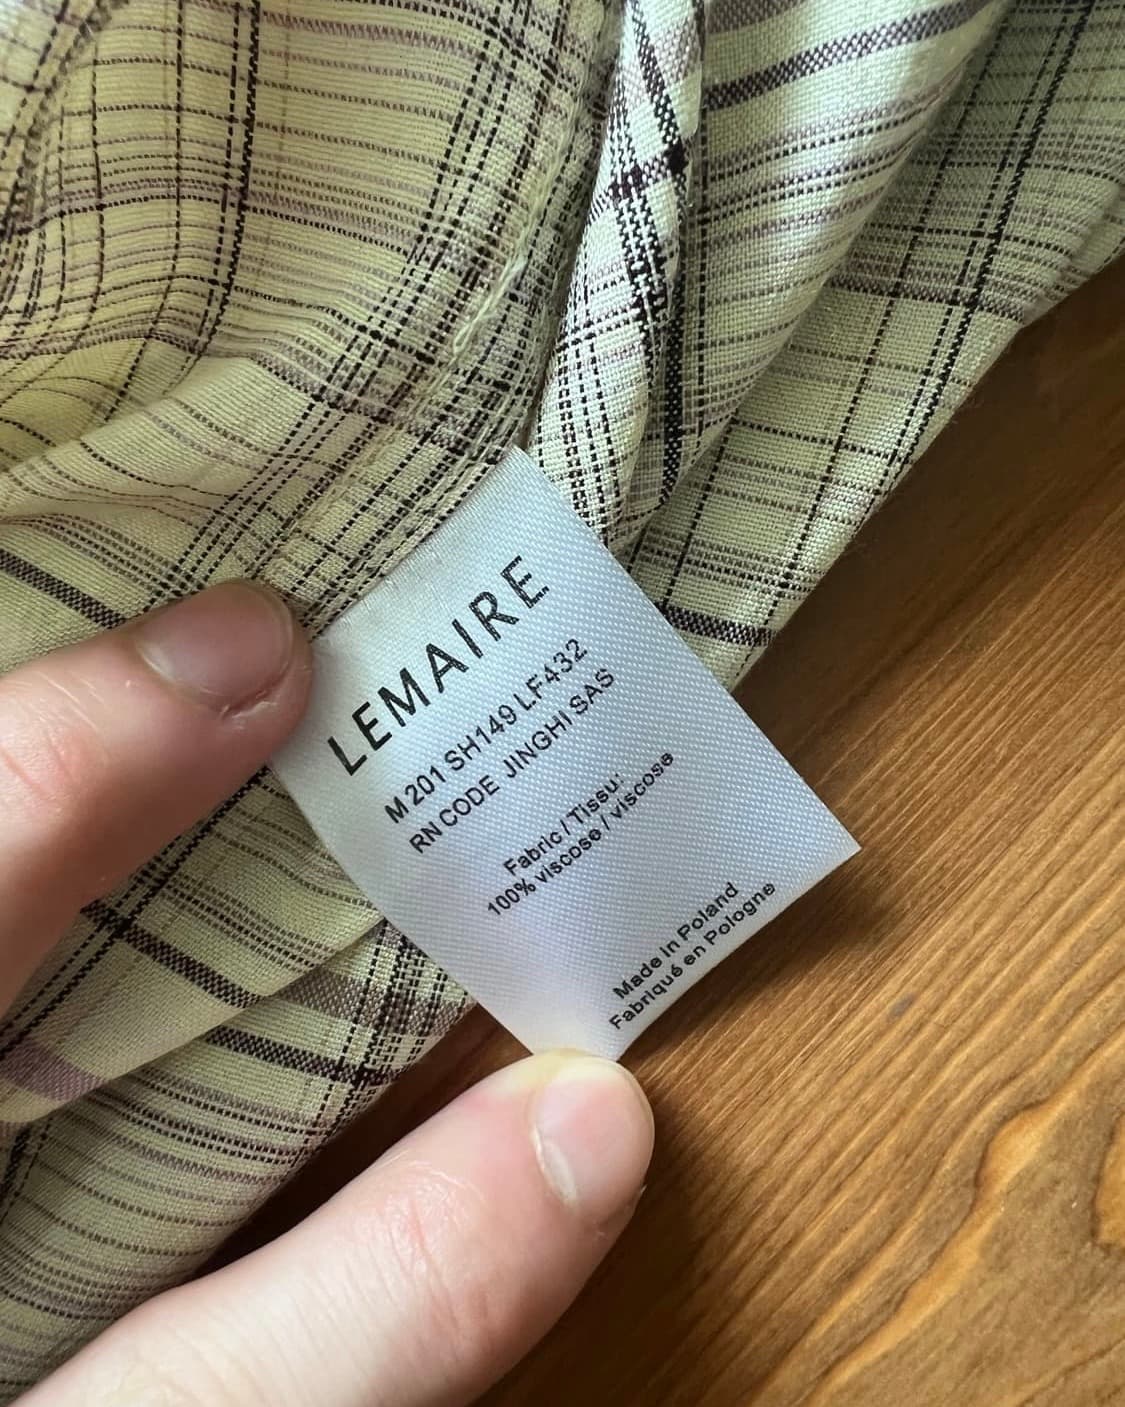 LEMAIRE
M 201 SH149 LF432
RN CODE JINGHI SAS
Fabric / Tissu:
100% viscose / viscose
Made in Poland
Fabriqué en Pologne